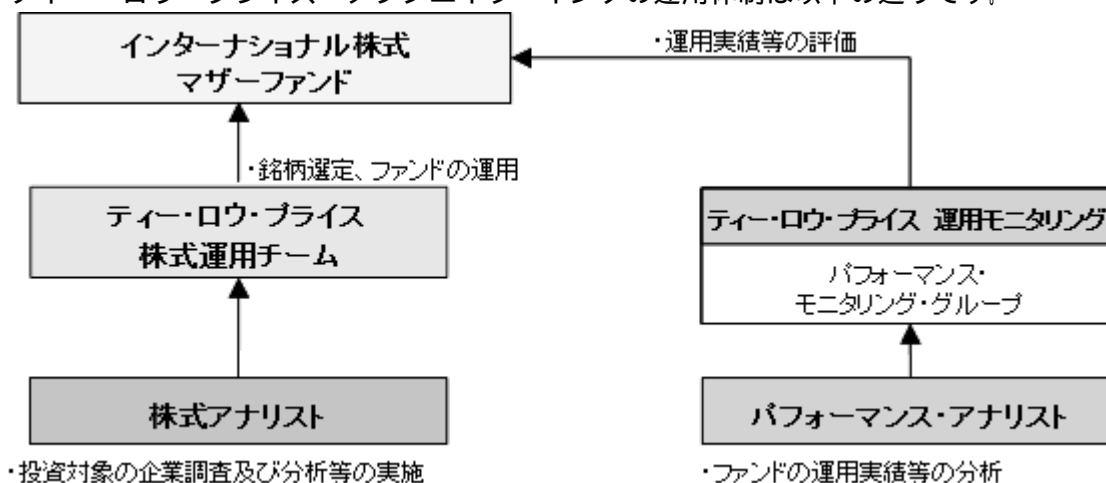 インターナショナル株式
マザーファンド
・運用実績等の評価
・銘柄選定、ファンドの運用
ティー・ロウ・プライス
株式運用チーム
ティー・ロウ・プライス 運用モニタリング
パフォーマンス・
モニタリング・グループ
株式アナリスト
パフォーマンス・アナリスト
・投資対象の企業調査及び分析等の実施
・ファンドの運用実績等の分析